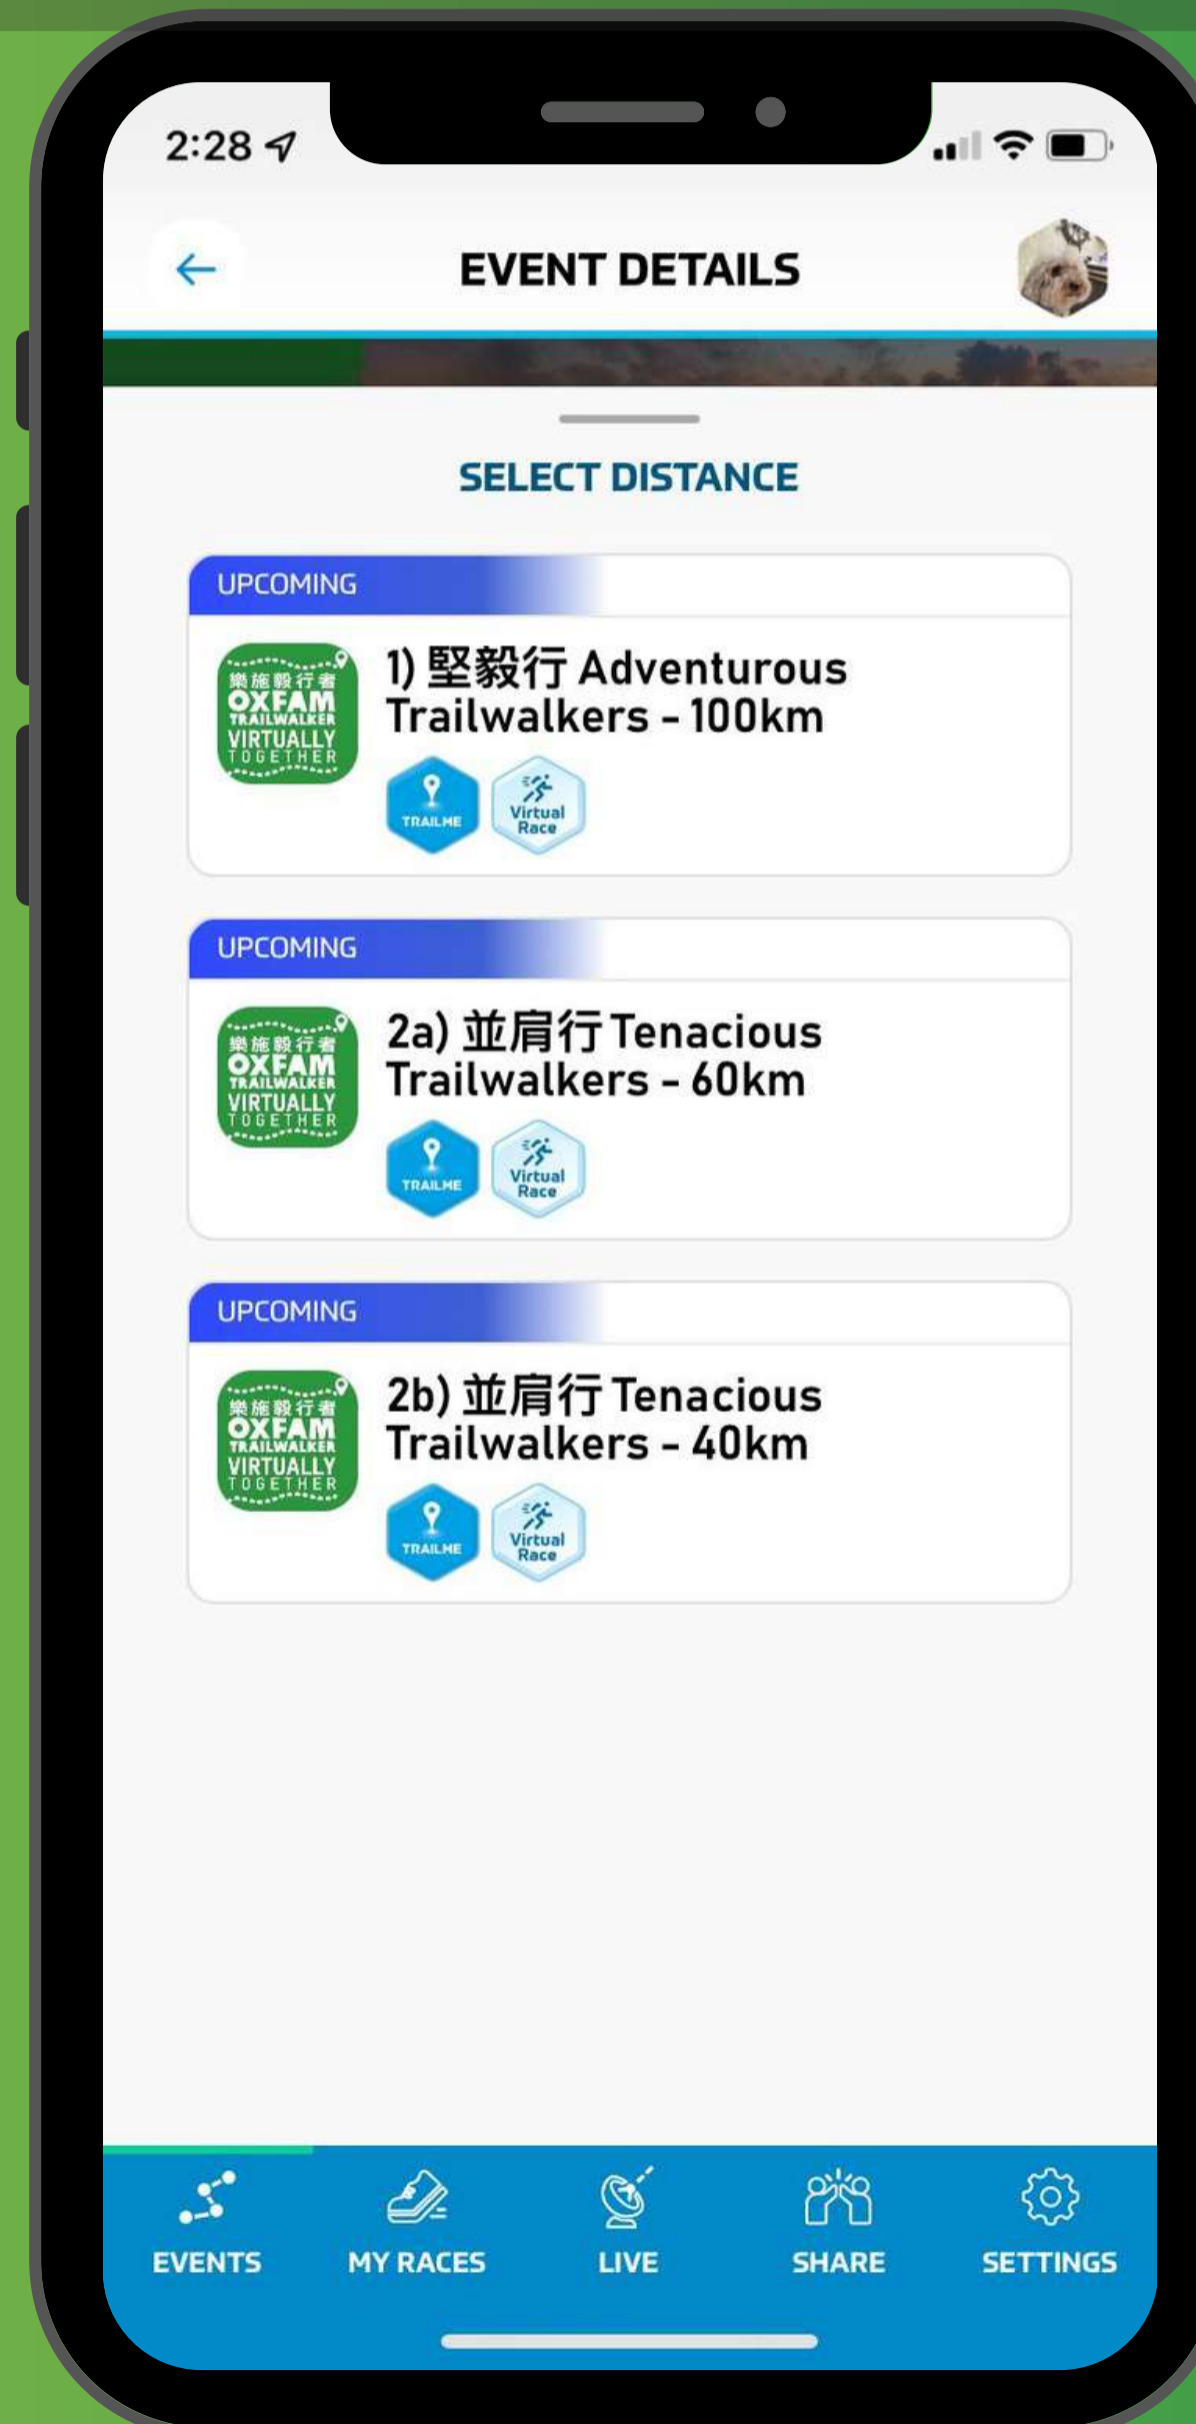 2:28
EVENT DETAILS
SELECT DISTANCE
UPCOMING
樂施毅行者
OXFAM
TRAILWALKER
VIRTUALLY
TOGETHER
1) 堅毅行 Adventurous
Trailwalkers - 100km
TRAILME
Virtual
Race
UPCOMING
樂施毅行者
OXFAM
TRAILWALKER
VIRTUALLY
TOGETHER
2a) 並肩行 Tenacious
Trailwalkers - 60km
TRAILME
Virtual
Race
UPCOMING
樂施毅行者
OXFAM
TRAILWALKER
VIRTUALLY
TOGETHER
2b) 並肩行 Tenacious
Trailwalkers - 40km
TRAILME
Virtual
Race
EVENTS MY RACES LIVE SHARE SETTINGS